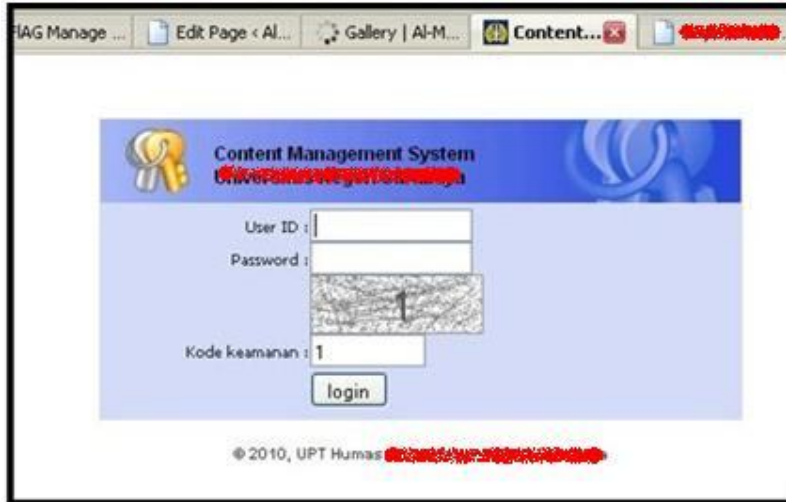 flAG Manage ... Edit Page < Al... Gallery | Al-M... Content...
Content Management System
User ID :
Password :
1
Kode keamanan : 1
login
© 2010, UPT Humas